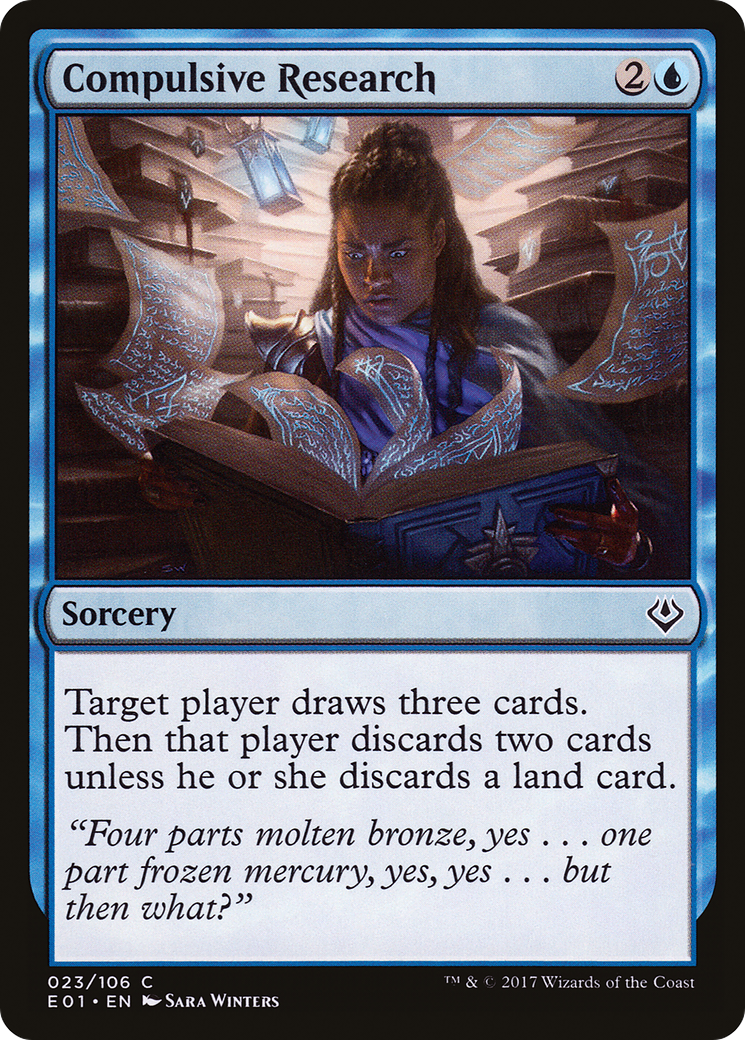 Compulsive Research
2
Sorcery
Target player draws three cards.
Then that player discards two cards
unless he or she discards a land card.
“Four parts molten bronze, yes . . . one
part frozen mercury, yes, yes . . . but
then what?”
023/106 C
™ & © 2017 Wizards of the Coast
E01 • EN Sara Winters
SW